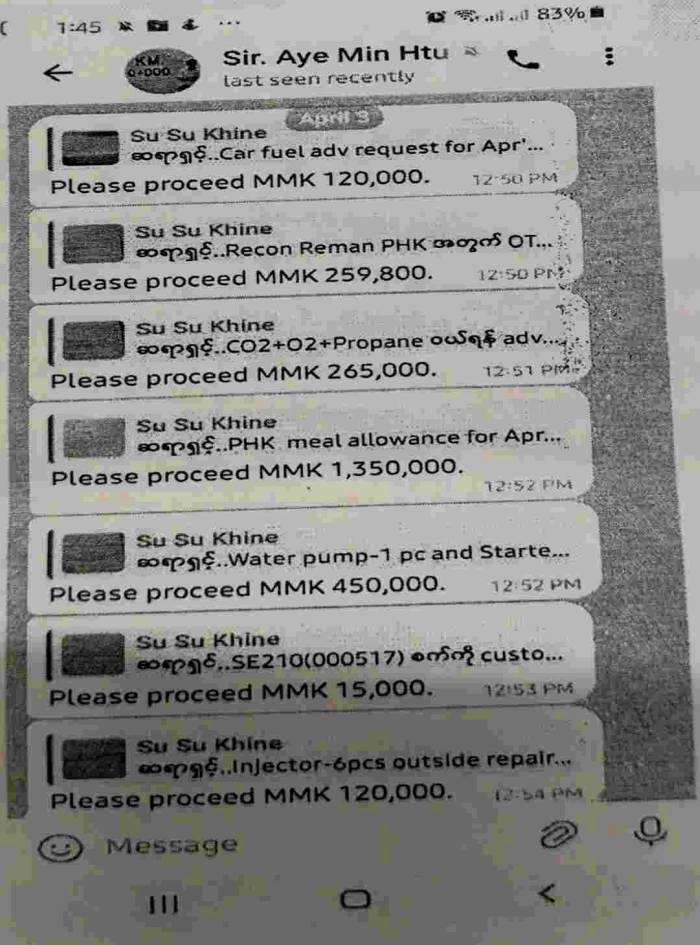 1:45 ... 83%
Sir. Aye Min Htu
last seen recently
KM.
0+000
April 3
Su Su Khine
ဆရာရှင့်..Car fuel adv request for Apr'...
Please proceed MMK 120,000. 12:50 PM
Su Su Khine
ဆရာရှင့်..Recon Reman PHK အတွက် OT...
Please proceed MMK 259,800. 12:50 PM
Su Su Khine
ဆရာရှင့်..CO2+O2+Propane ဝယ်ရန် adv...
Please proceed MMK 265,000. 12:51 PM
Su Su Khine
ဆရာရှင့်..PHK meal allowance for Apr...
Please proceed MMK 1,350,000.
12:52 PM
Su Su Khine
ဆရာရှင့်..Water pump-1 pc and Starte...
Please proceed MMK 450,000. 12:52 PM
Su Su Khine
ဆရာရှင့်..SE210(000517) စက်ကို custo...
Please proceed MMK 15,000. 12:53 PM
Su Su Khine
ဆရာရှင့်..Injector-6pcs outside repair...
Please proceed MMK 120,000. 12:54 PM
Message